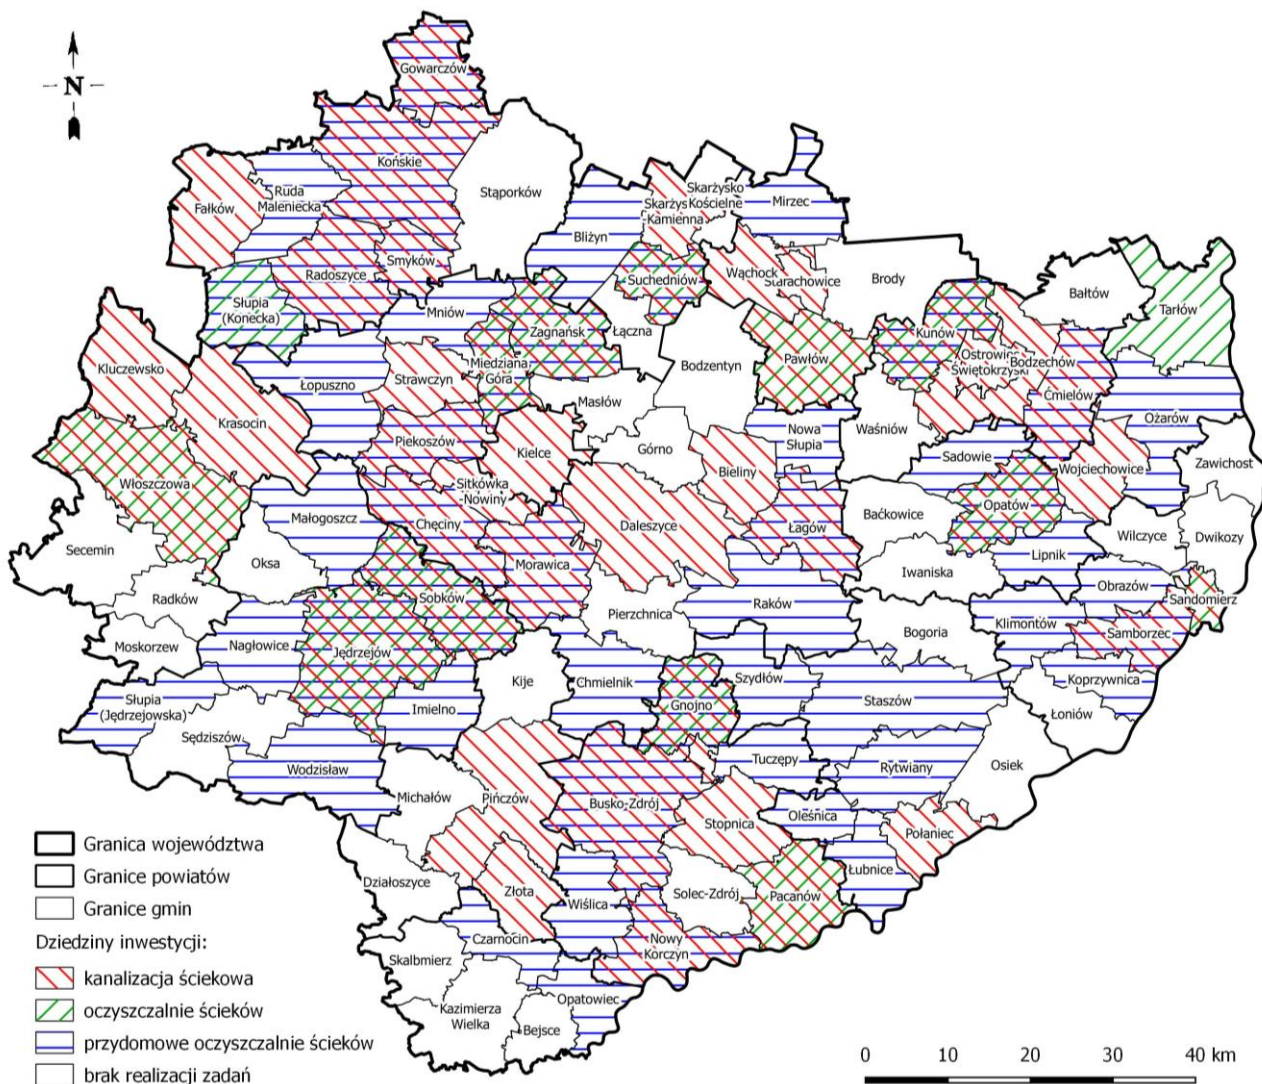 N
Gowarczów
Końskie
Stąporków
Ruda
Maleniecka
Fałków
Radoszyce
Smyków
Słupia
(Konecka)
Bliżyn
Skarżys
Kamienna
Skarżysko
Kościelne
Mirzec
Suchedniów
Wąchock
Starachowice
Brody
Bałtów
Tarłów
Mniów
Zagnańsk
Łączna
Bodzentyn
Pawłów
Kunów
Ostrowiec
Świętokrzyski
Bodzechów
Ćmielów
Ożarów
Kluczewsko
Krasocin
Łopuszno
Strawczyn
Miedziana
Góra
Masłów
Nowa
Słupia
Waśniów
Sadowie
Wojciechowice
Zawichost
Włoszczowa
Piekoszów
Kielce
Górno
Bieliny
Sitkówka
-Nowiny
Małogoszcz
Chęciny
Daleszyce
Łagów
Baćkowice
Opatów
Wilczyce
Dwikozy
Secemin
Oksa
Morawica
Iwaniska
Lipnik
Obrazów
Sandomierz
Radków
Sobków
Pierzchnica
Raków
Bogoria
Klimontów
Samborzec
Moskorzew
Nagłowice
Jędrzejów
Kije
Chmielnik
Gnojno
Szydłów
Staszów
Koprzywnica
Łoniów
Słupia
(Jędrzejowska)
Sędziszów
Imielno
Wodzisław
Tuczępy
Rytwiany
Osiek
Michałów
Pińczów
Busko-Zdrój
Stopnica
Oleśnica
Połaniec
Działoszyce
Złota
Wiślica
Solec-Zdrój
Pacanów
Łubnice
Skalbmierz
Czarnocin
Nowy
Korczyn
Kazimierza
Wielka
Bejsce
Opatowiec
Granica województwa
Granice powiatów
Granice gmin
Dziedziny inwestycji:
kanalizacja ściekowa
oczyszczalnie ścieków
przydomowe oczyszczalnie ścieków
brak realizacji zadań
0 10 20 30 40 km